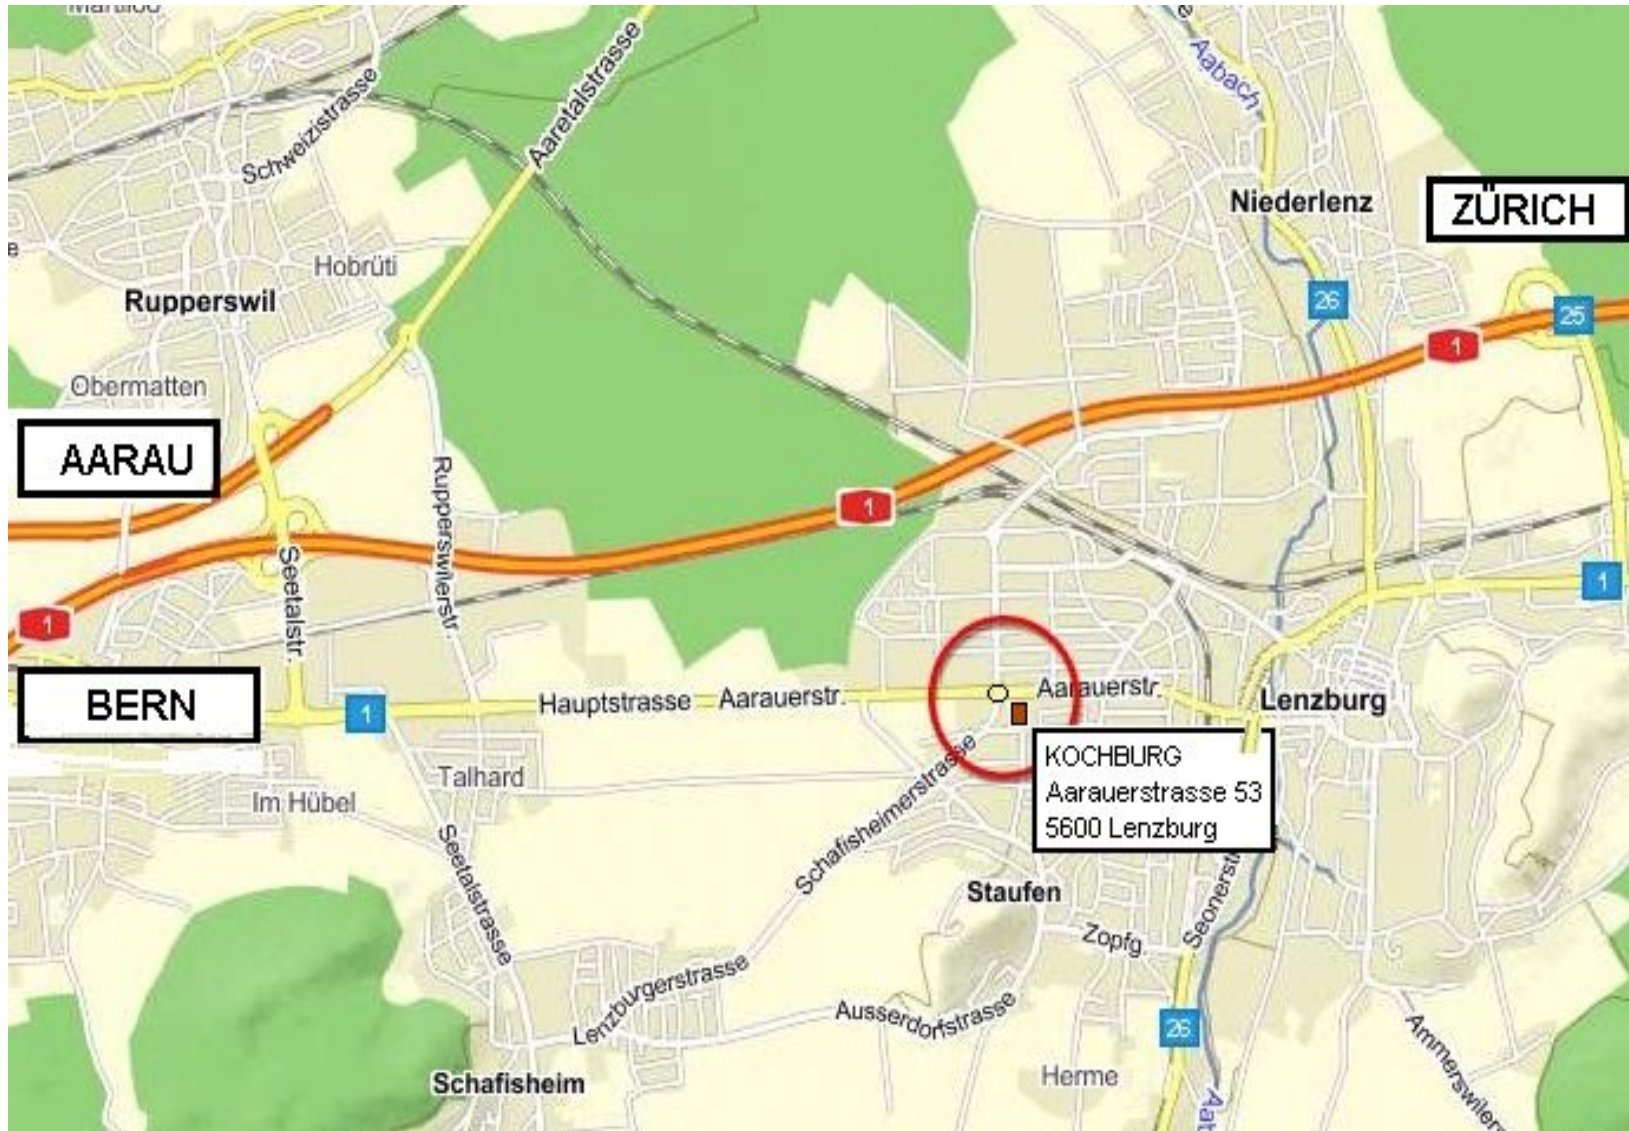 Aaretalstrasse
Aabach
Schweizistrasse
Niederlenz
ZÜRICH
Hobrüti
Rupperswil
26
25
1
Obermatten
AARAU
Rupperswilerstr.
1
Seetalstr.
1
1
BERN
1
Hauptstrasse
Aarauerstr.
Aarauerstr.
Lenzburg
KOCHBURG
Aarauerstrasse 53
5600 Lenzburg
Talhard
Im Hübel
Schafisheimerstrasse
Seetalstrasse
Staufen
Zopfg.
Lenzburgerstrasse
Ausserdorfstrasse
26
Herme
Schafisheim